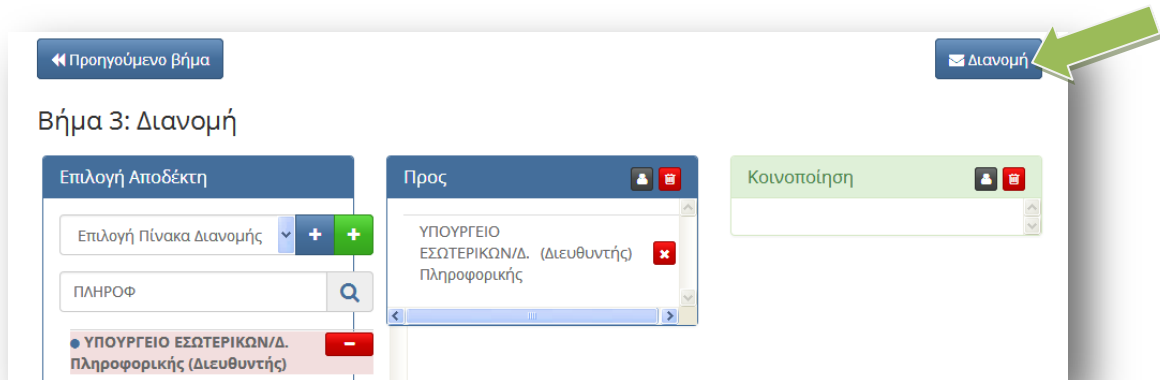 Προηγούμενο βήμα
Διανομή
Βήμα 3: Διανομή
Επιλογή Αποδέκτη
Επιλογή Πίνακα Διανομής
ΠΛΗΡΟΦ
ΥΠΟΥΡΓΕΙΟ ΕΣΩΤΕΡΙΚΩΝ/Δ.
Πληροφορικής (Διευθυντής)
Προς
ΥΠΟΥΡΓΕΙΟ
ΕΣΩΤΕΡΙΚΩΝ/Δ. (Διευθυντής)
Πληροφορικής
Κοινοποίηση